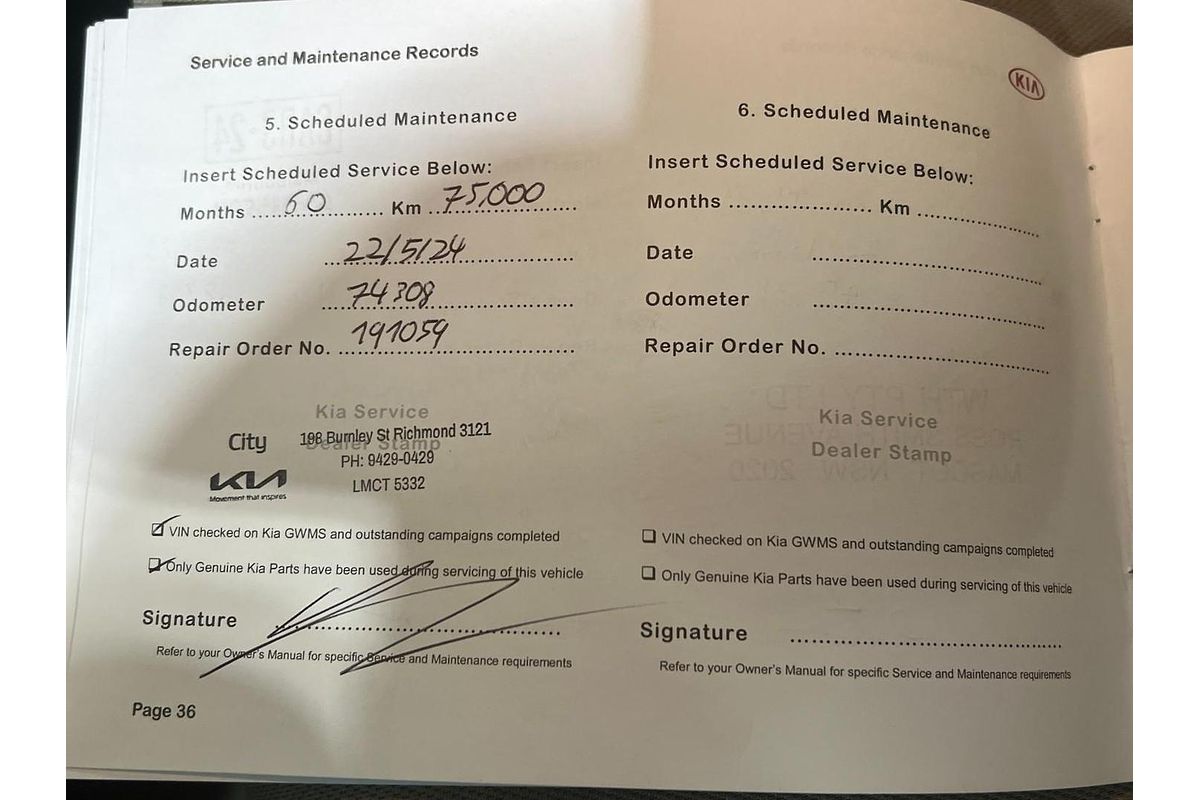 Service and Maintenance Records
KIA
5. Scheduled Maintenance
Insert Scheduled Service Below:
Months ...60... Km ...75,000...
Date ...22/5/24...
Odometer ...74308...
Repair Order No. ...191059...
Kia Service
Dealer Stamp
City
KIA
Movement that inspires
198 Burnley St Richmond 3121
PH: 9429-0429
LMCT 5332
VIN checked on Kia GWMS and outstanding campaigns completed
Only Genuine Kia Parts have been used during servicing of this vehicle
Signature ...............
Refer to your Owner's Manual for specific Service and Maintenance requirements
Page 36
6. Scheduled Maintenance
Insert Scheduled Service Below:
Months ............... Km ...............
Date ...............
Odometer ...............
Repair Order No. ...............
Kia Service
Dealer Stamp
VIN checked on Kia GWMS and outstanding campaigns completed
Only Genuine Kia Parts have been used during servicing of this vehicle
Signature ...............
Refer to your Owner's Manual for specific Service and Maintenance requirements